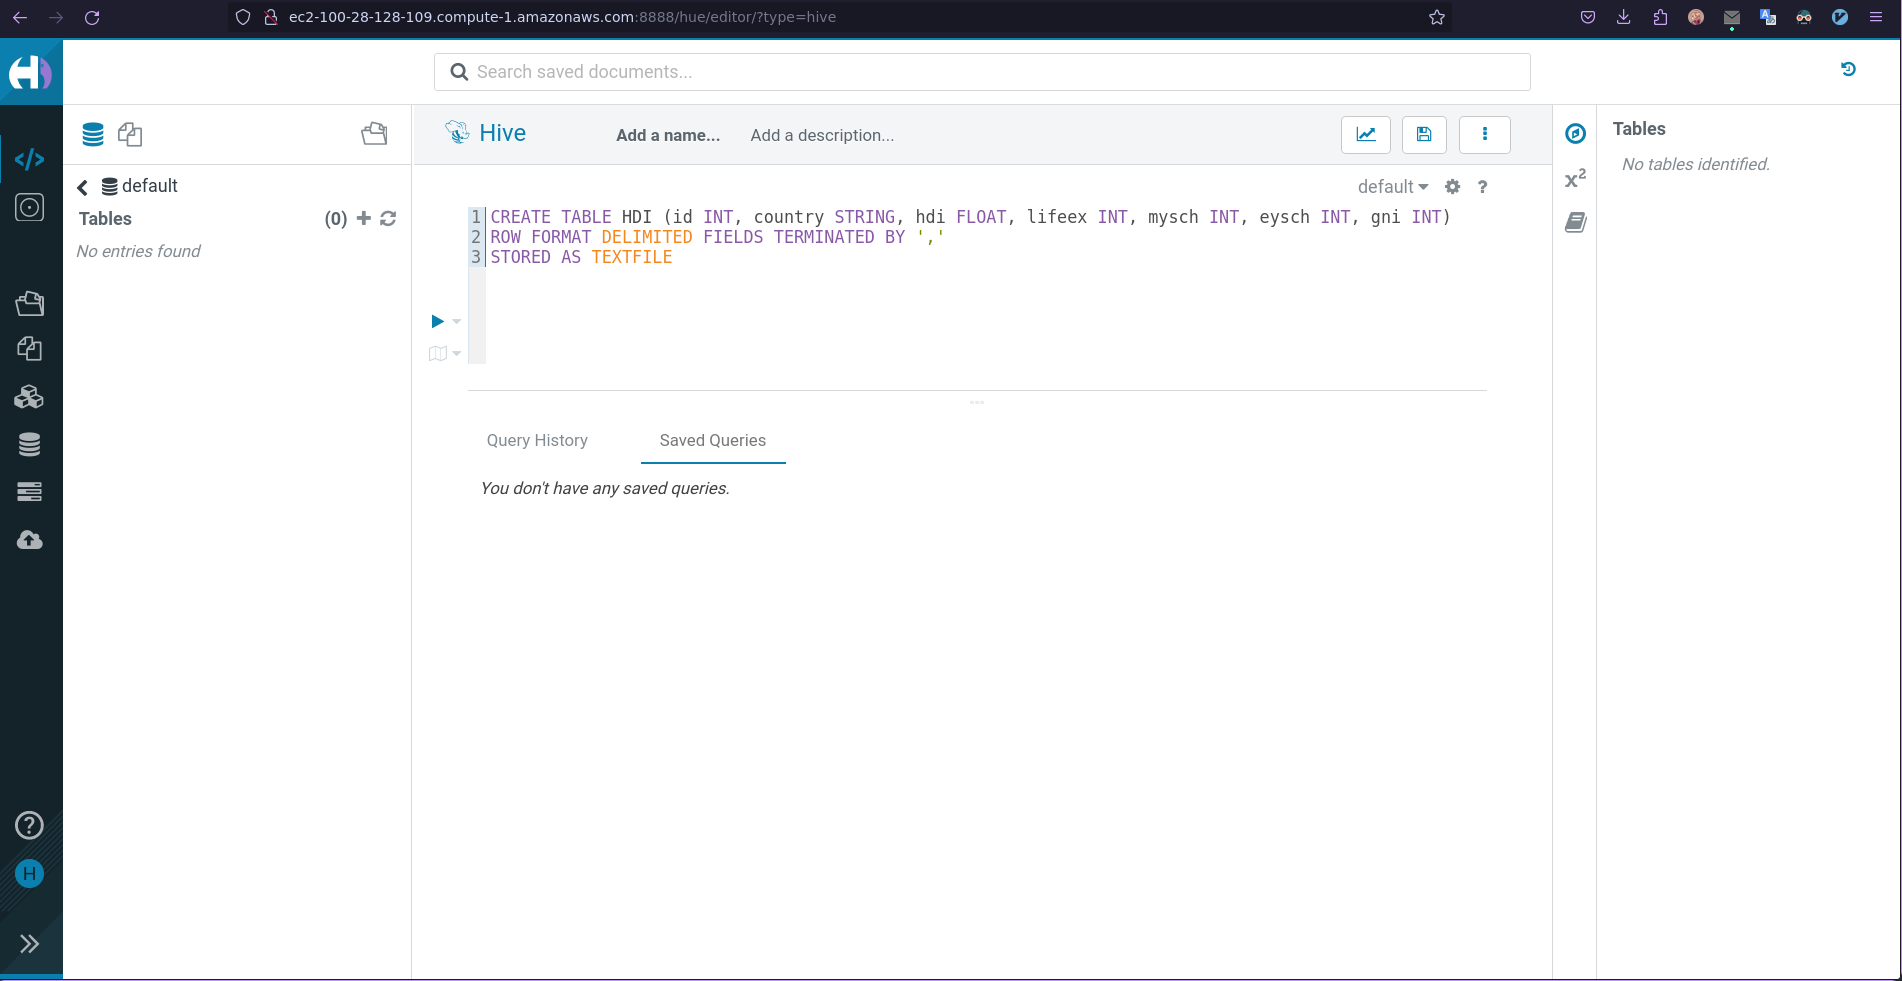 ec2-100-28-128-109.compute-1.amazonaws.com:8888/hue/editor/?type=hive
Search saved documents...
Hive
Add a name...
Add a description...
Tables
No tables identified.
default
Tables
(0)
No entries found
default
?
1 CREATE TABLE HDI (id INT, country STRING, hdi FLOAT, lifeex INT, mysch INT, eysch INT, gni INT)
2 ROW FORMAT DELIMITED FIELDS TERMINATED BY ','
3 STORED AS TEXTFILE
x²
Query History
Saved Queries
You don't have any saved queries.
?
H